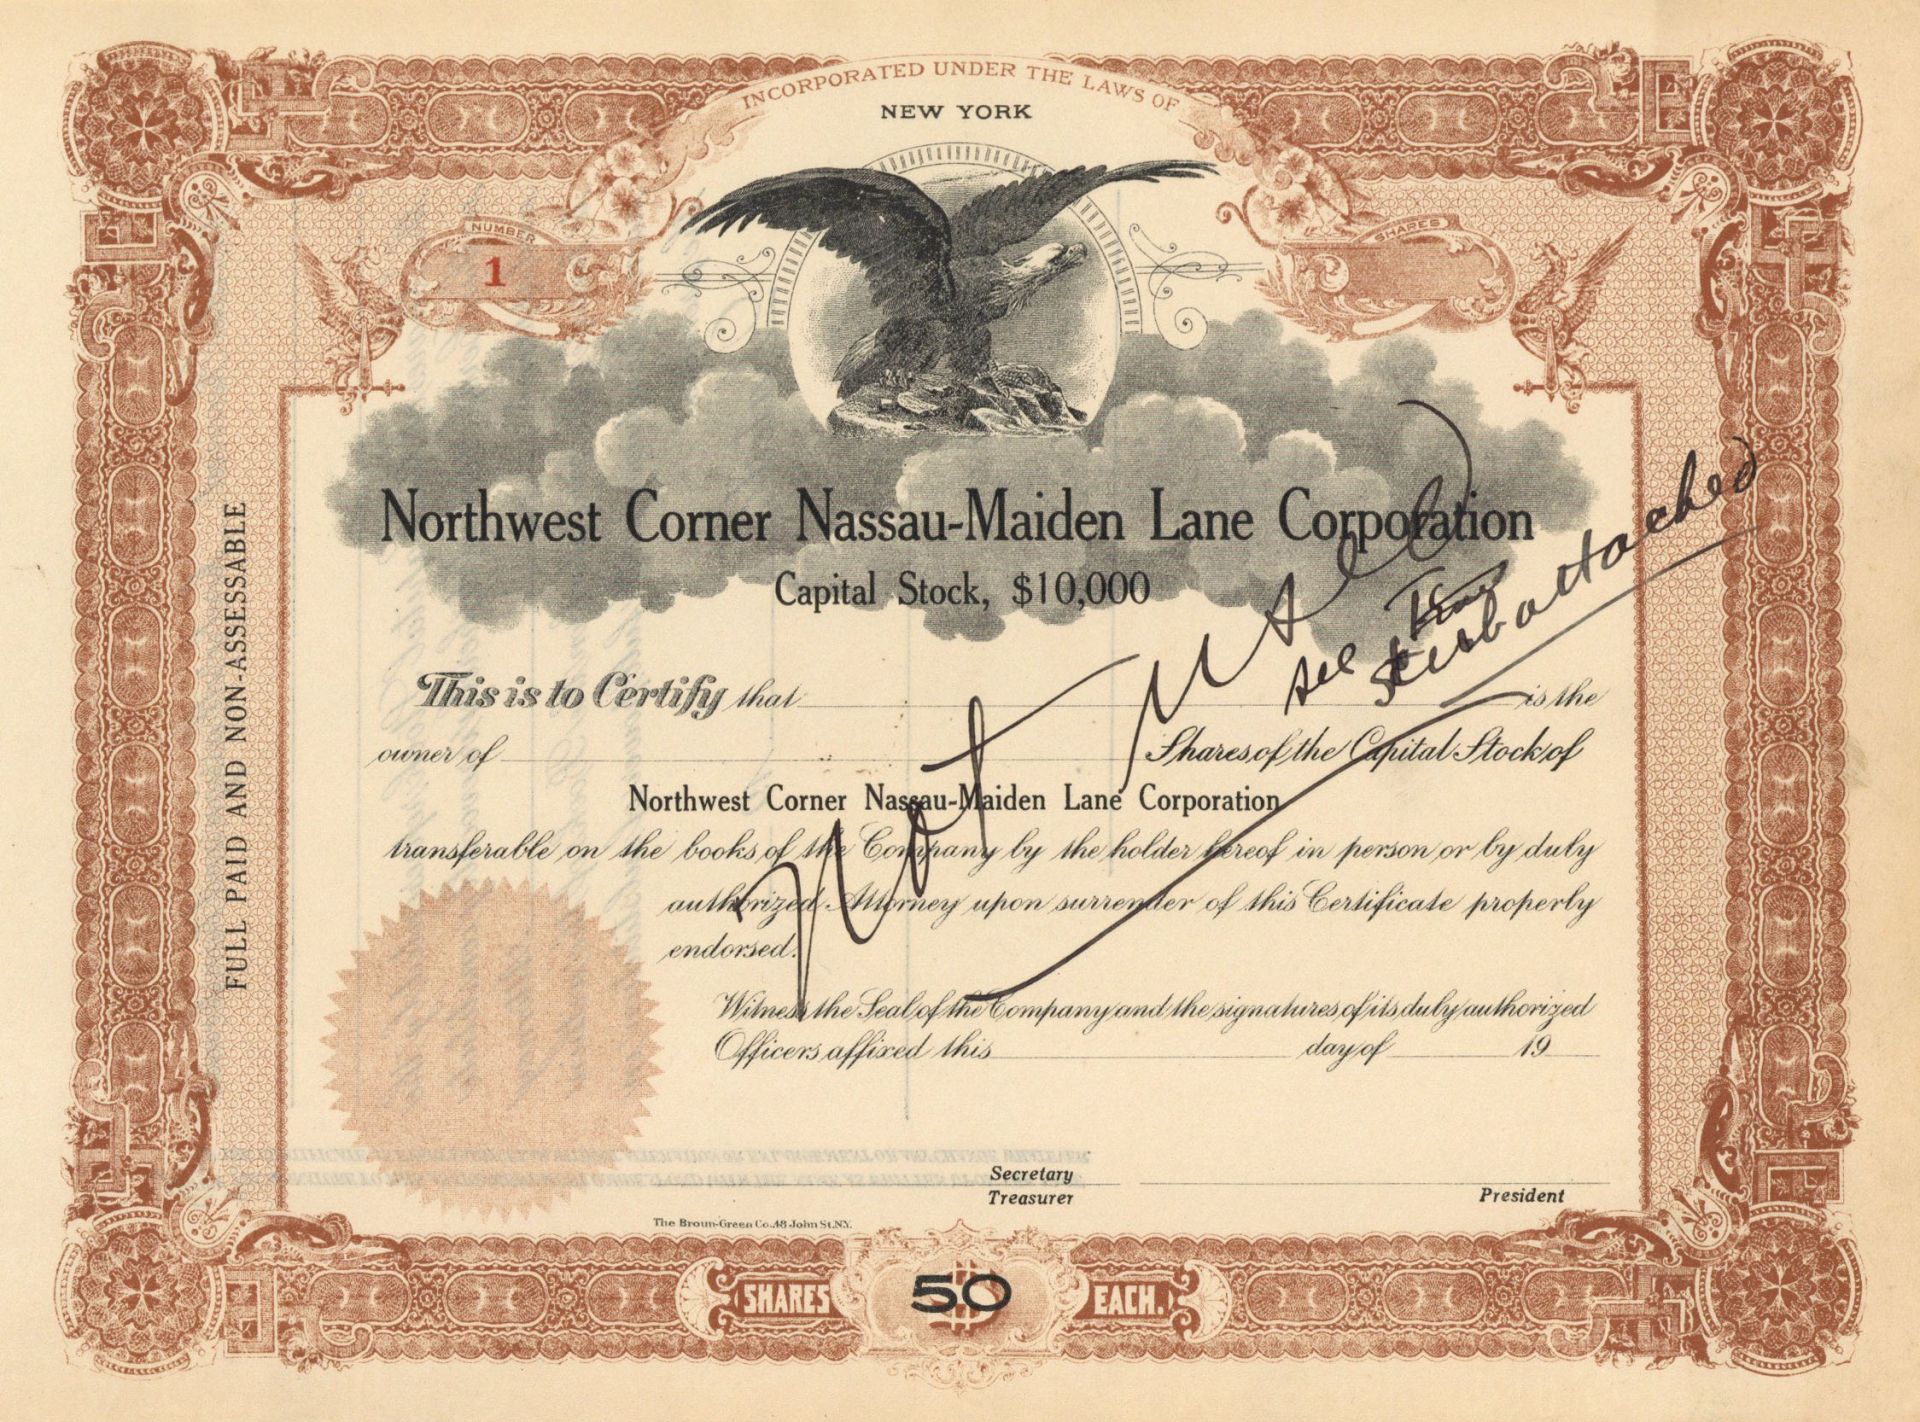 INCORPORATED UNDER THE LAWS OF
NEW YORK
NUMBER
1
SHARES
Northwest Corner Nassau-Maiden Lane Corporation
Capital Stock, $10,000
Not Used
see
attached
FULL PAID AND NON-ASSESSABLE
This is to Certify that is the
owner of Shares of the Capital Stock of
Northwest Corner Nassau-Maiden Lane Corporation
transferable on the books of the Company by the holder hereof in person or by duly
authorized Attorney upon surrender of this Certificate properly
endorsed.
Witness the Seal of the Company and the signatures of its duly authorized
Officers affixed this day of 19
Secretary
Treasurer
President
The Broun-Green Co. 48 John St. N.Y.
SHARES $50 EACH.